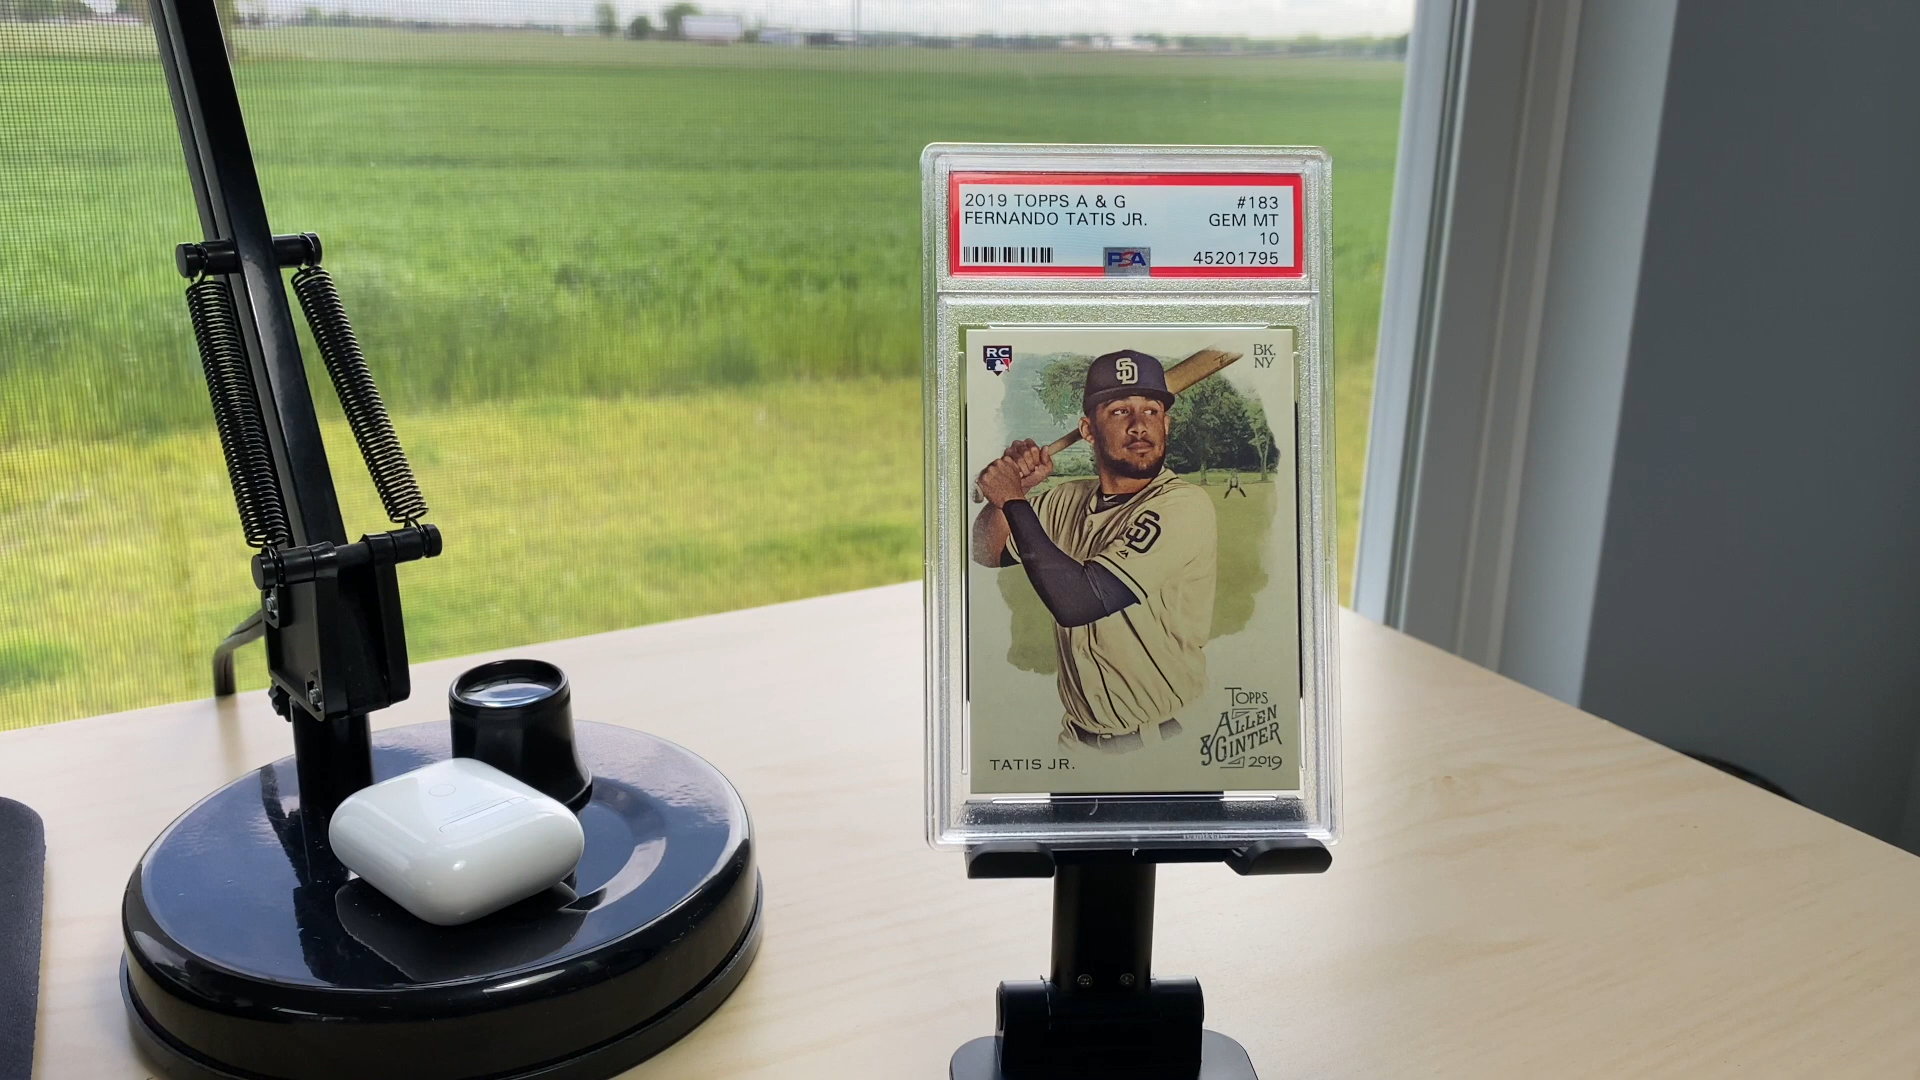 2019 TOPPS A & G #183
FERNANDO TATIS JR. GEM MT
10
PSA 45201795
RC
BK.
NY
SD
SD
TOPPS
ALLEN
& GINTER
TATIS JR. 2019